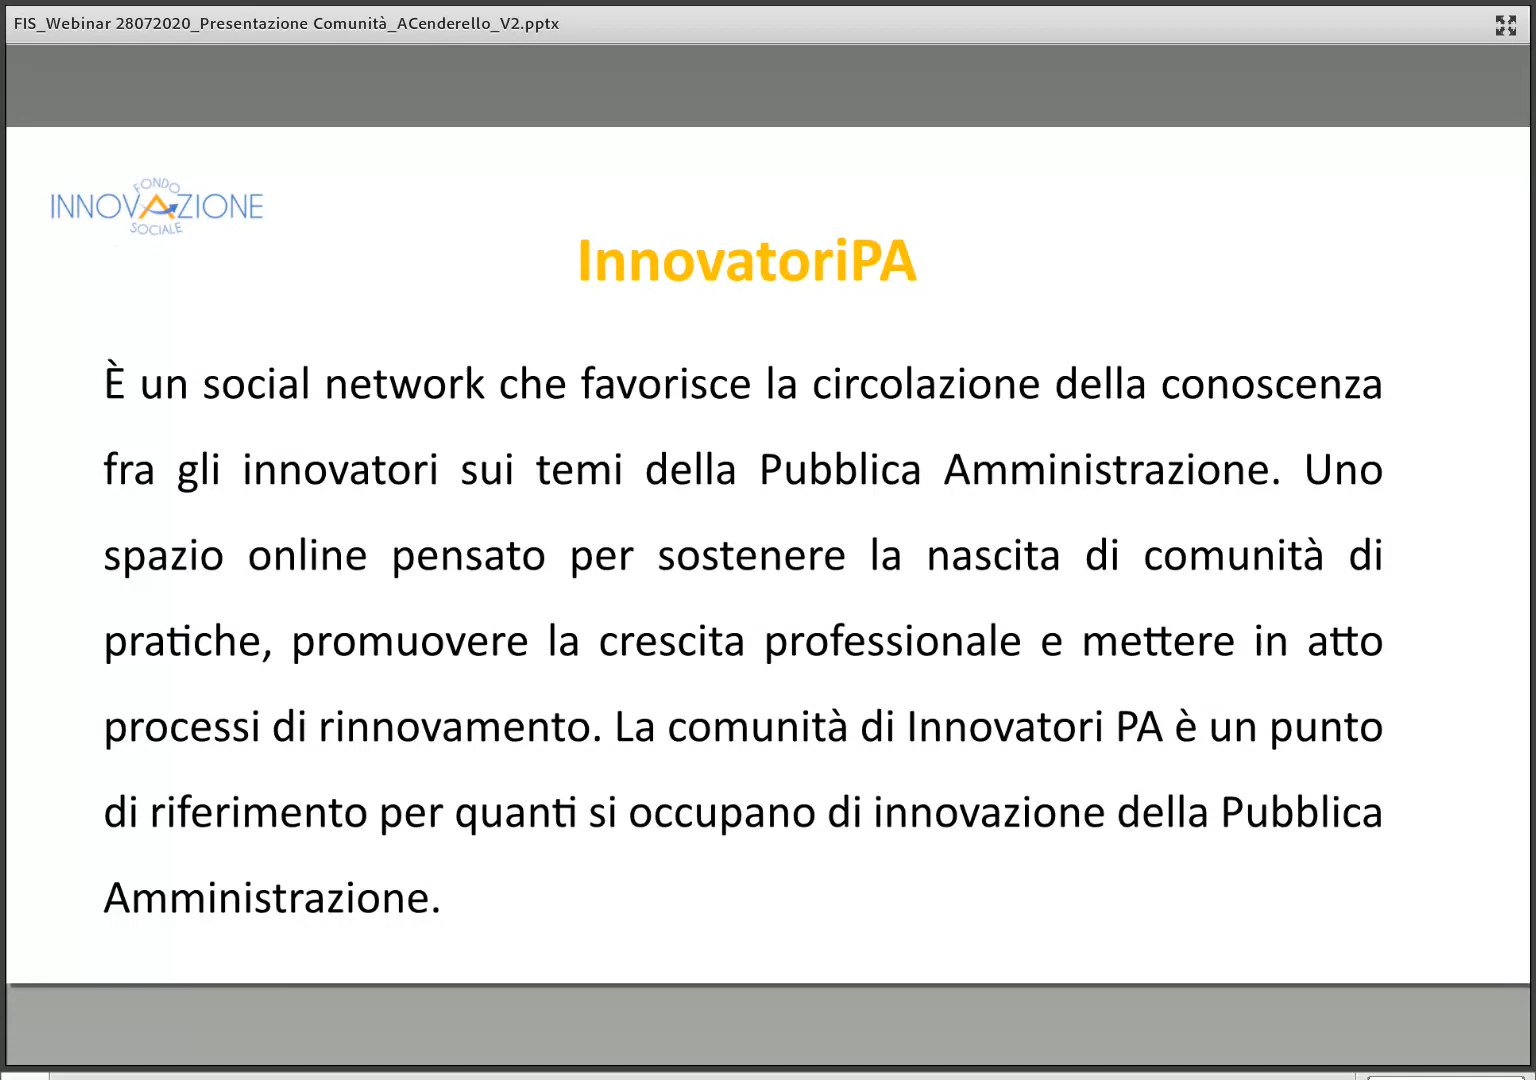 FIS_Webinar 28072020_Presentazione Comunità_ACenderello_V2.pptx
FONDO
INNOVAZIONE
SOCIALE
InnovatoriPA
È un social network che favorisce la circolazione della conoscenza
fra gli innovatori sui temi della Pubblica Amministrazione. Uno
spazio online pensato per sostenere la nascita di comunità di
pratiche, promuovere la crescita professionale e mettere in atto
processi di rinnovamento. La comunità di Innovatori PA è un punto
di riferimento per quanti si occupano di innovazione della Pubblica
Amministrazione.